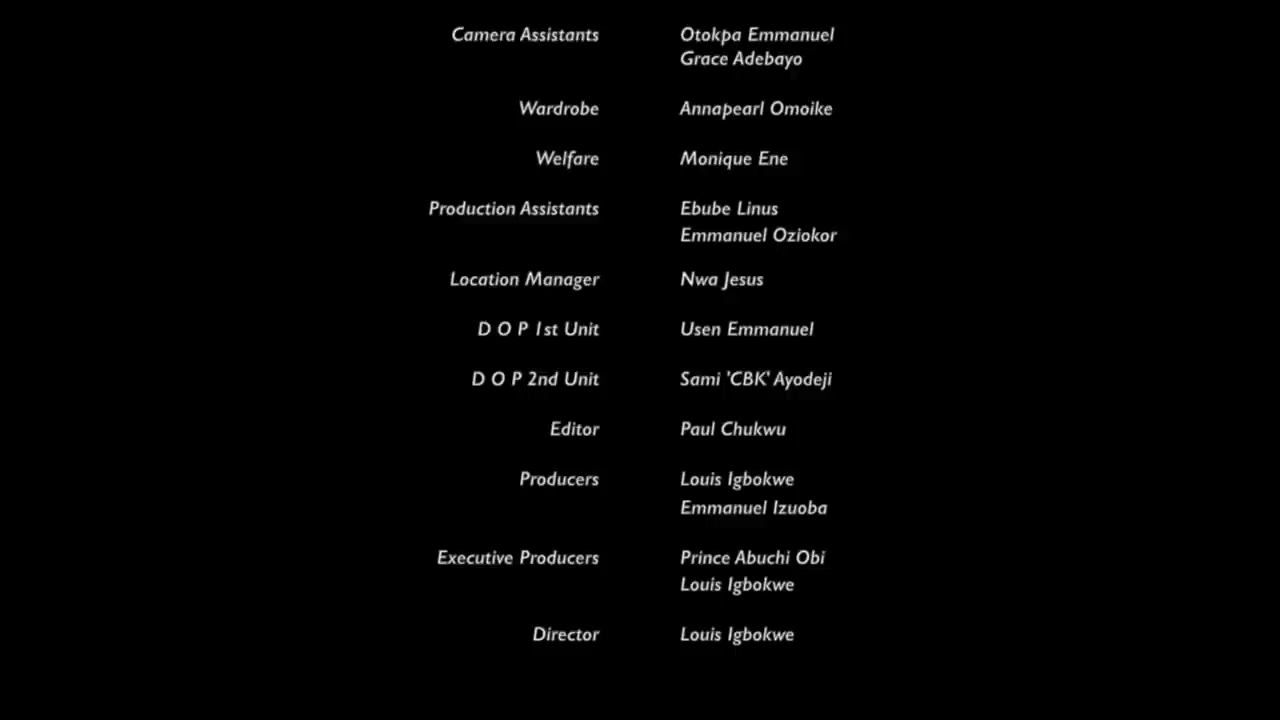 Camera Assistants Otokpa Emmanuel
Grace Adebayo
Wardrobe Annapearl Omoike
Welfare Monique Ene
Production Assistants Ebube Linus
Emmanuel Oziokor
Location Manager Nwa Jesus
D O P 1st Unit Usen Emmanuel
D O P 2nd Unit Sami 'CBK' Ayodeji
Editor Paul Chukwu
Producers Louis Igbokwe
Emmanuel Izuoba
Executive Producers Prince Abuchi Obi
Louis Igbokwe
Director Louis Igbokwe